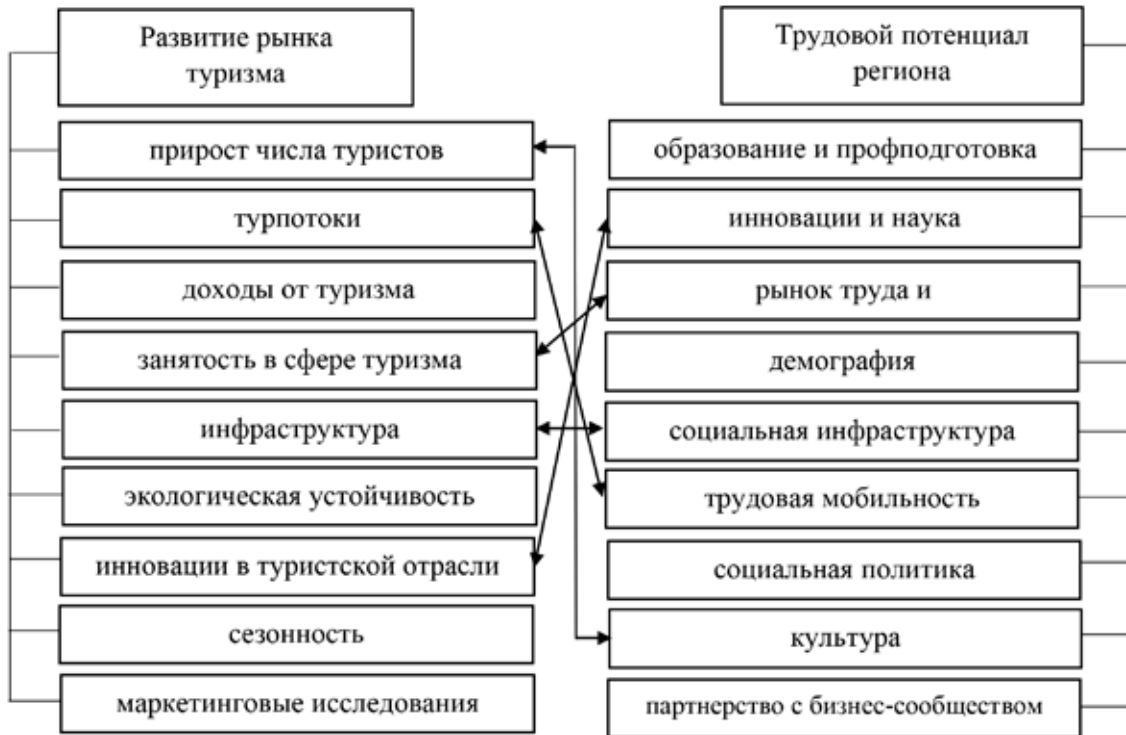 Развитие рынка
туризма
прирост числа туристов
турпотоки
доходы от туризма
занятость в сфере туризма
инфраструктура
экологическая устойчивость
инновации в туристской отрасли
сезонность
маркетинговые исследования
Трудовой потенциал
региона
образование и профподготовка
инновации и наука
рынок труда и
демография
социальная инфраструктура
трудовая мобильность
социальная политика
культура
партнерство с бизнес-сообществом